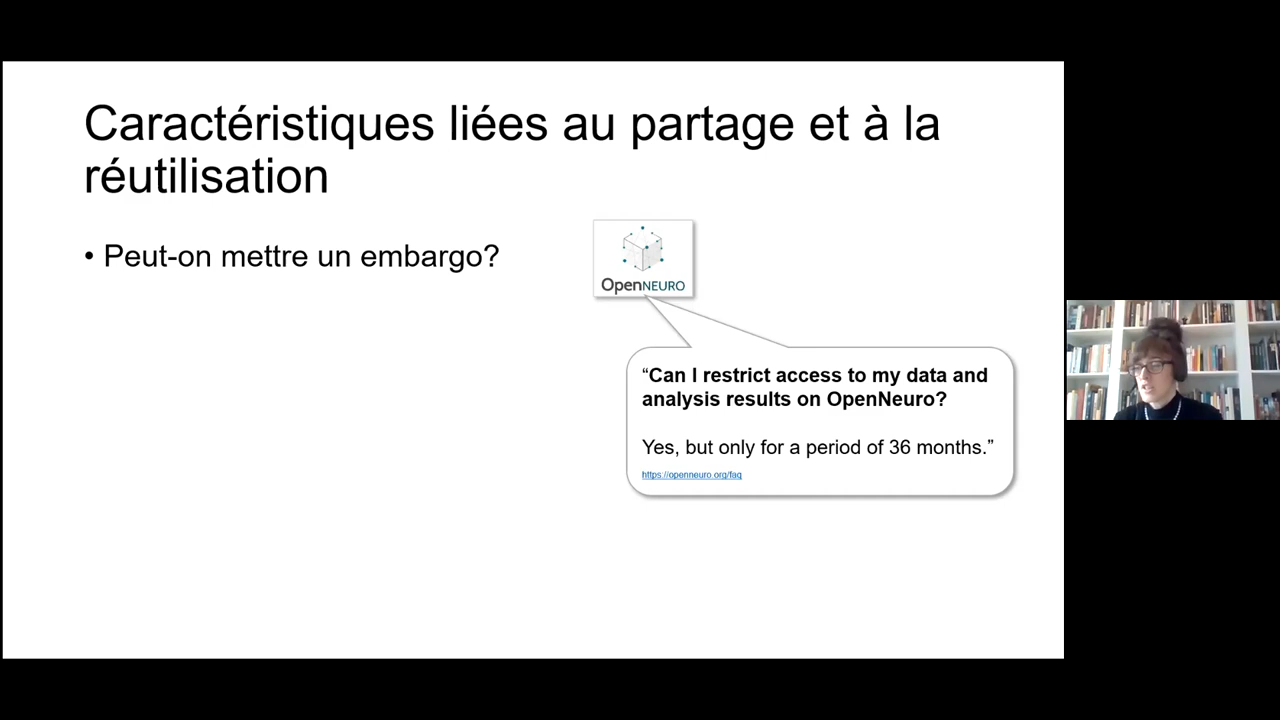 Caractéristiques liées au partage et à la
réutilisation
• Peut-on mettre un embargo?
OpenNEURO
“Can I restrict access to my data and
analysis results on OpenNeuro?
Yes, but only for a period of 36 months.”
https://openneuro.org/faq